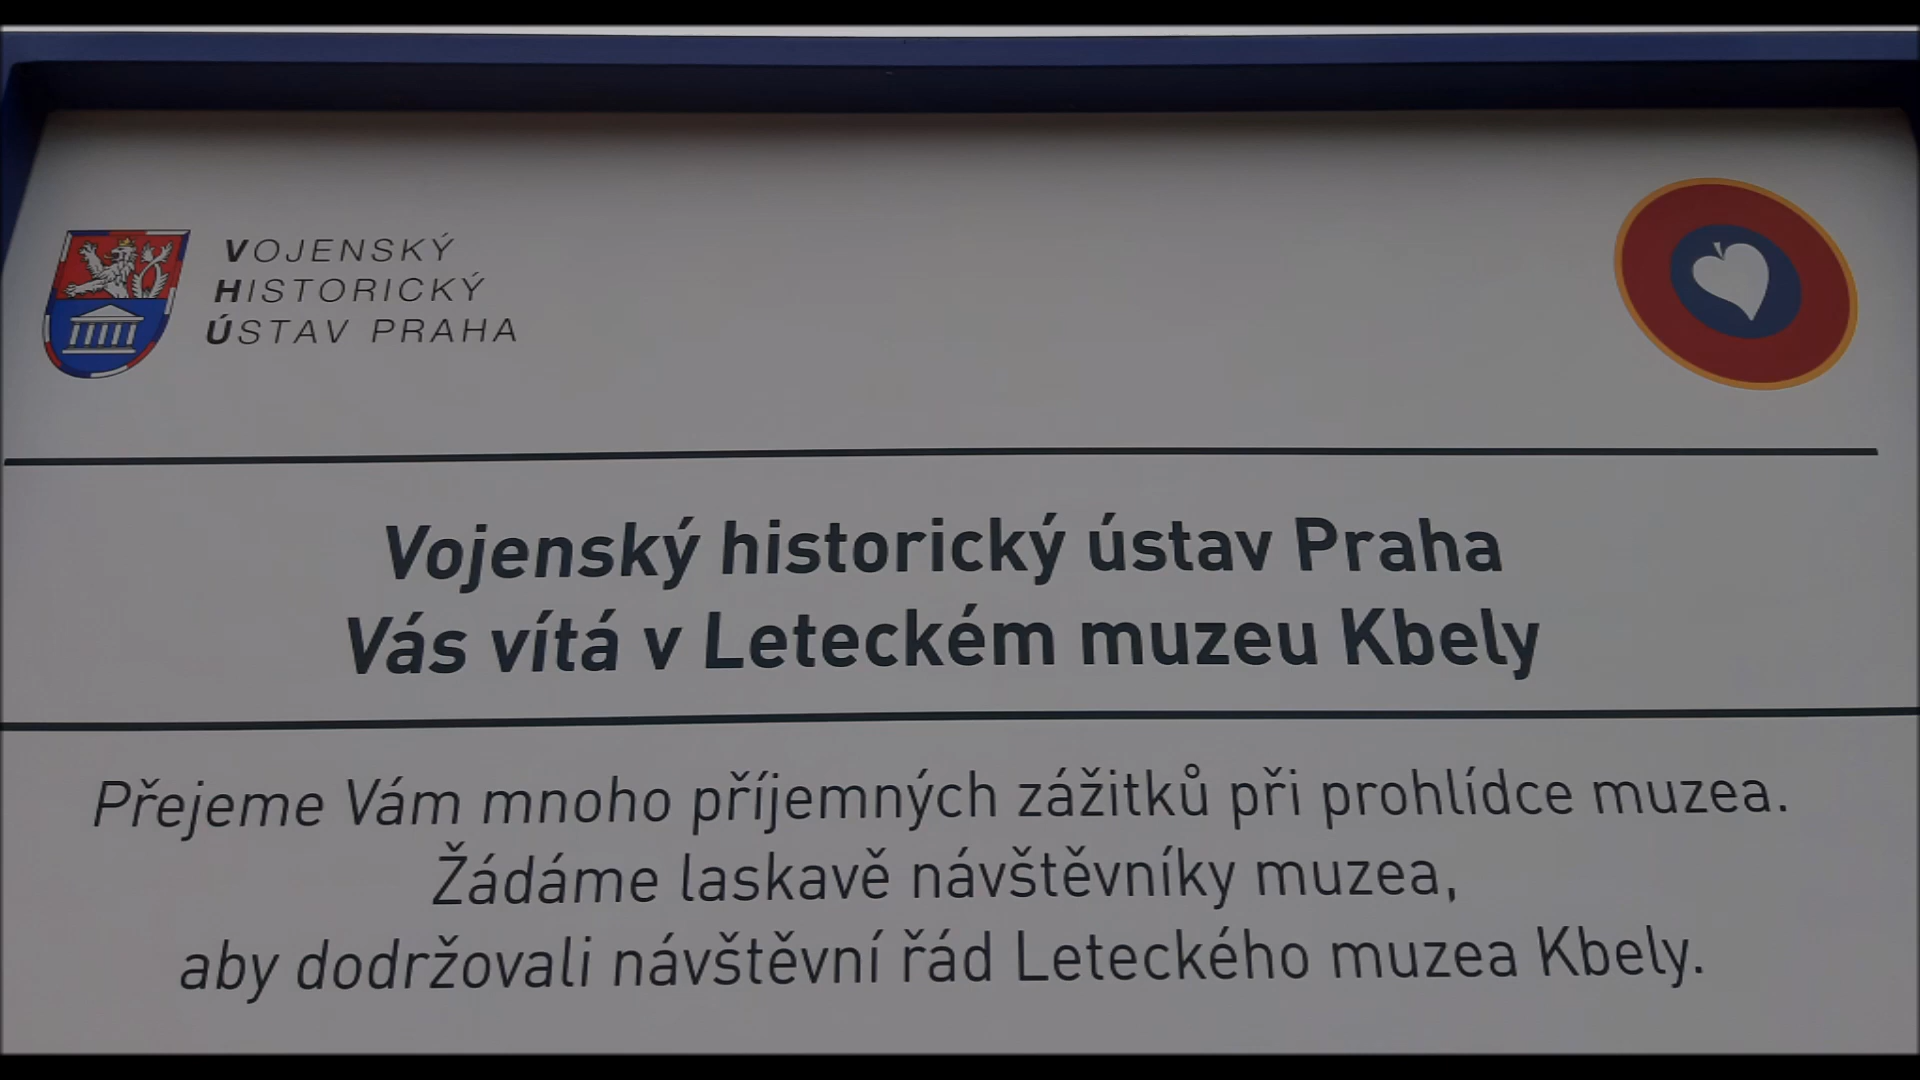 VOJENSKÝ
HISTORICKÝ
ÚSTAV PRAHA
Vojenský historický ústav Praha
Vás vítá v Leteckém muzeu Kbely
Přejeme Vám mnoho příjemných zážitků při prohlídce muzea.
Žádáme laskavě návštěvníky muzea,
aby dodržovali návštěvní řád Leteckého muzea Kbely.